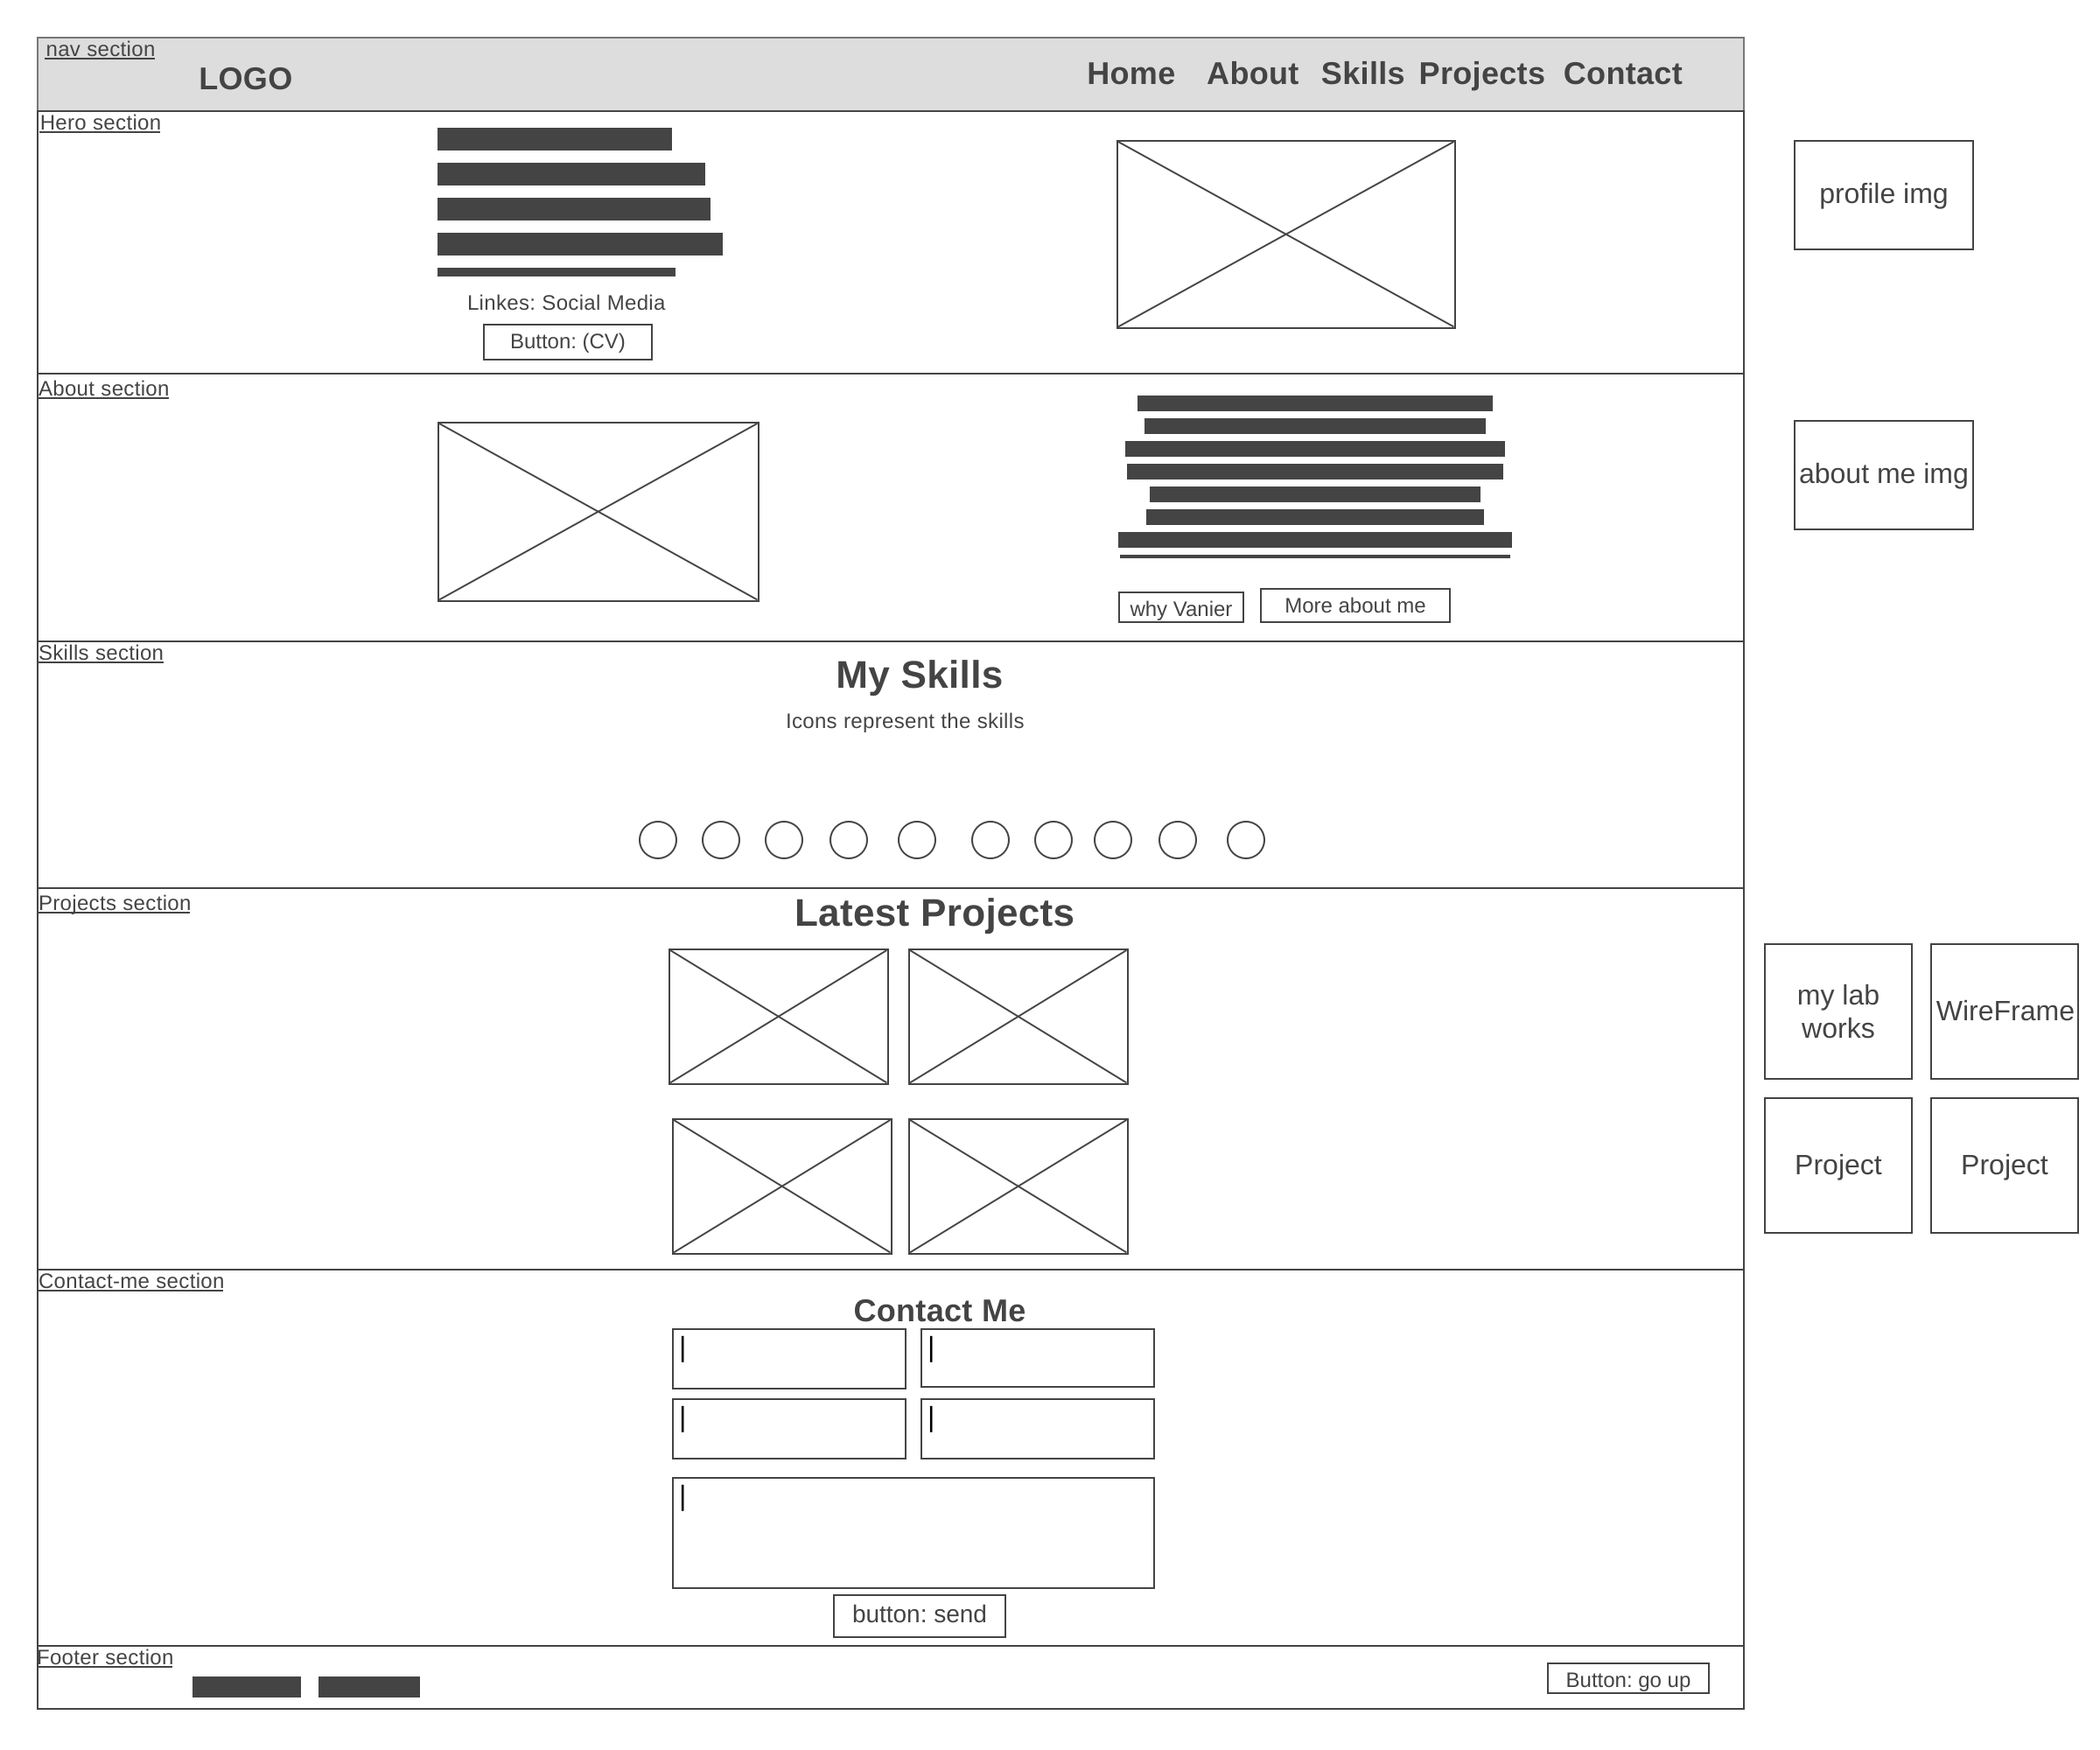 nav section
LOGO
Home About Skills Projects Contact
Hero section
profile img
Linkes: Social Media
Button: (CV)
About section
about me img
why Vanier
More about me
Skills section
My Skills
Icons represent the skills
Projects section
Latest Projects
my lab
works
WireFrame
Project
Project
Contact-me section
Contact Me
button: send
Footer section
Button: go up